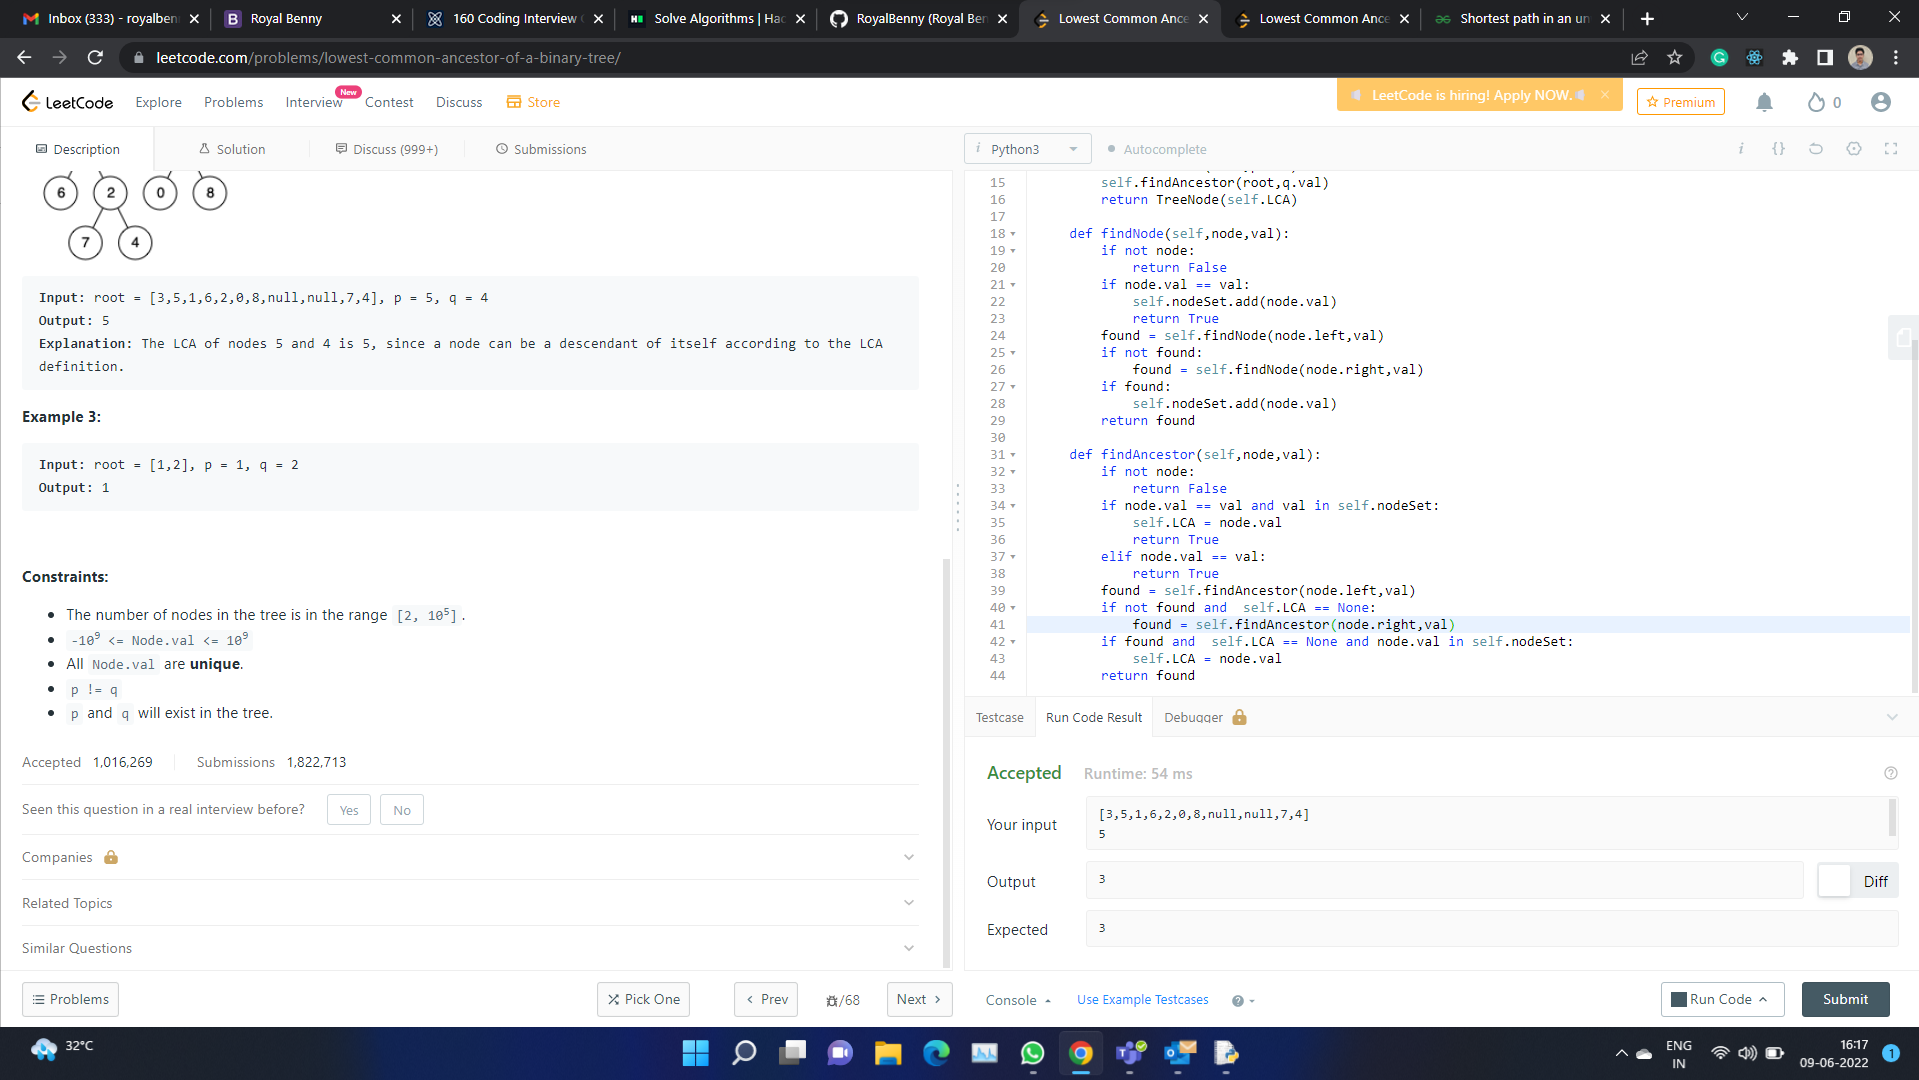 Inbox (333) - royalben
Royal Benny
160 Coding Interview
Solve Algorithms | Hac
RoyalBenny (Royal Ben
Lowest Common Ance
Lowest Common Ance
Shortest path in an un
leetcode.com/problems/lowest-common-ancestor-of-a-binary-tree/
LeetCode
Explore
Problems
Interview
New
Contest
Discuss
Store
LeetCode is hiring! Apply NOW.
Premium
0
Description
Solution
Discuss (999+)
Submissions
i Python3
Autocomplete
6 2 0 8
7 4
Input: root = [3,5,1,6,2,0,8,null,null,7,4], p = 5, q = 4
Output: 5
Explanation: The LCA of nodes 5 and 4 is 5, since a node can be a descendant of itself according to the LCA
definition.
Example 3:
Input: root = [1,2], p = 1, q = 2
Output: 1
Constraints:
• The number of nodes in the tree is in the range [2, 10⁵].
• -10⁹ <= Node.val <= 10⁹
• All Node.val are unique.
• p != q
• p and q will exist in the tree.
Accepted 1,016,269
Submissions 1,822,713
Seen this question in a real interview before?
Yes
No
Companies
Related Topics
Similar Questions
Problems
Pick One
Prev
/68
Next
15 self.findAncestor(root,q.val)
16 return TreeNode(self.LCA)
17
18 def findNode(self,node,val):
19 if not node:
20 return False
21 if node.val == val:
22 self.nodeSet.add(node.val)
23 return True
24 found = self.findNode(node.left,val)
25 if not found:
26 found = self.findNode(node.right,val)
27 if found:
28 self.nodeSet.add(node.val)
29 return found
30
31 def findAncestor(self,node,val):
32 if not node:
33 return False
34 if node.val == val and val in self.nodeSet:
35 self.LCA = node.val
36 return True
37 elif node.val == val:
38 return True
39 found = self.findAncestor(node.left,val)
40 if not found and  self.LCA == None:
41 found = self.findAncestor(node.right,val)
42 if found and  self.LCA == None and node.val in self.nodeSet:
43 self.LCA = node.val
44 return found
Testcase
Run Code Result
Debugger
Accepted
Runtime: 54 ms
Your input
[3,5,1,6,2,0,8,null,null,7,4]
5
Output
3
Diff
Expected
3
Console
Use Example Testcases
Run Code
Submit
32°C
ENG
IN
16:17
09-06-2022
1